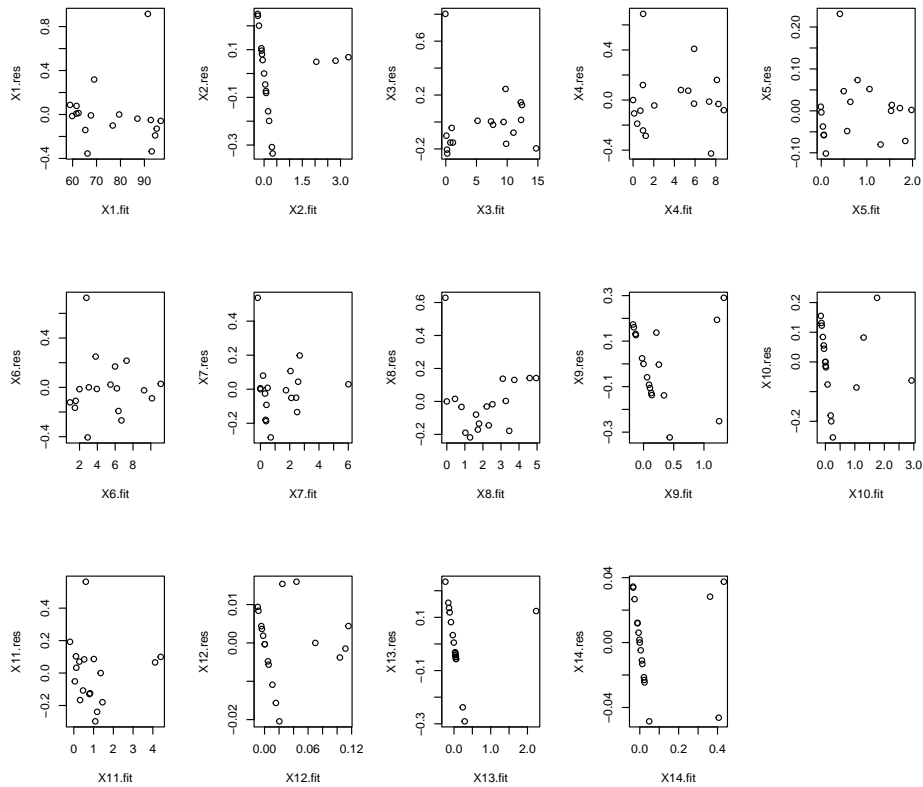 X1.res
-0.4 0.0 0.4 0.8
60 70 80 90
X1.fit
X2.res
-0.3 -0.1 0.1
0.0 1.5 3.0
X2.fit
X3.res
-0.2 0.2 0.6
0 5 10 15
X3.fit
X4.res
-0.4 0.0 0.4
0 2 4 6 8
X4.fit
X5.res
-0.10 0.00 0.10 0.20
0.0 1.0 2.0
X5.fit
X6.res
-0.4 0.0 0.4
2 4 6 8
X6.fit
X7.res
-0.2 0.0 0.2 0.4
0 2 4 6
X7.fit
X8.res
-0.2 0.0 0.2 0.4 0.6
0 1 2 3 4 5
X8.fit
X9.res
-0.3 -0.1 0.1 0.3
0.0 0.4 1.0
X9.fit
X10.res
-0.2 0.0 0.1 0.2
0.0 1.0 2.0 3.0
X10.fit
X11.res
-0.2 0.0 0.2 0.4
0 1 2 3 4
X11.fit
X12.res
-0.02 0.00 0.01
0.00 0.06 0.12
X12.fit
X13.res
-0.3 -0.1 0.1
0.0 1.0 2.0
X13.fit
X14.res
-0.04 0.00 0.04
0.0 0.2 0.4
X14.fit